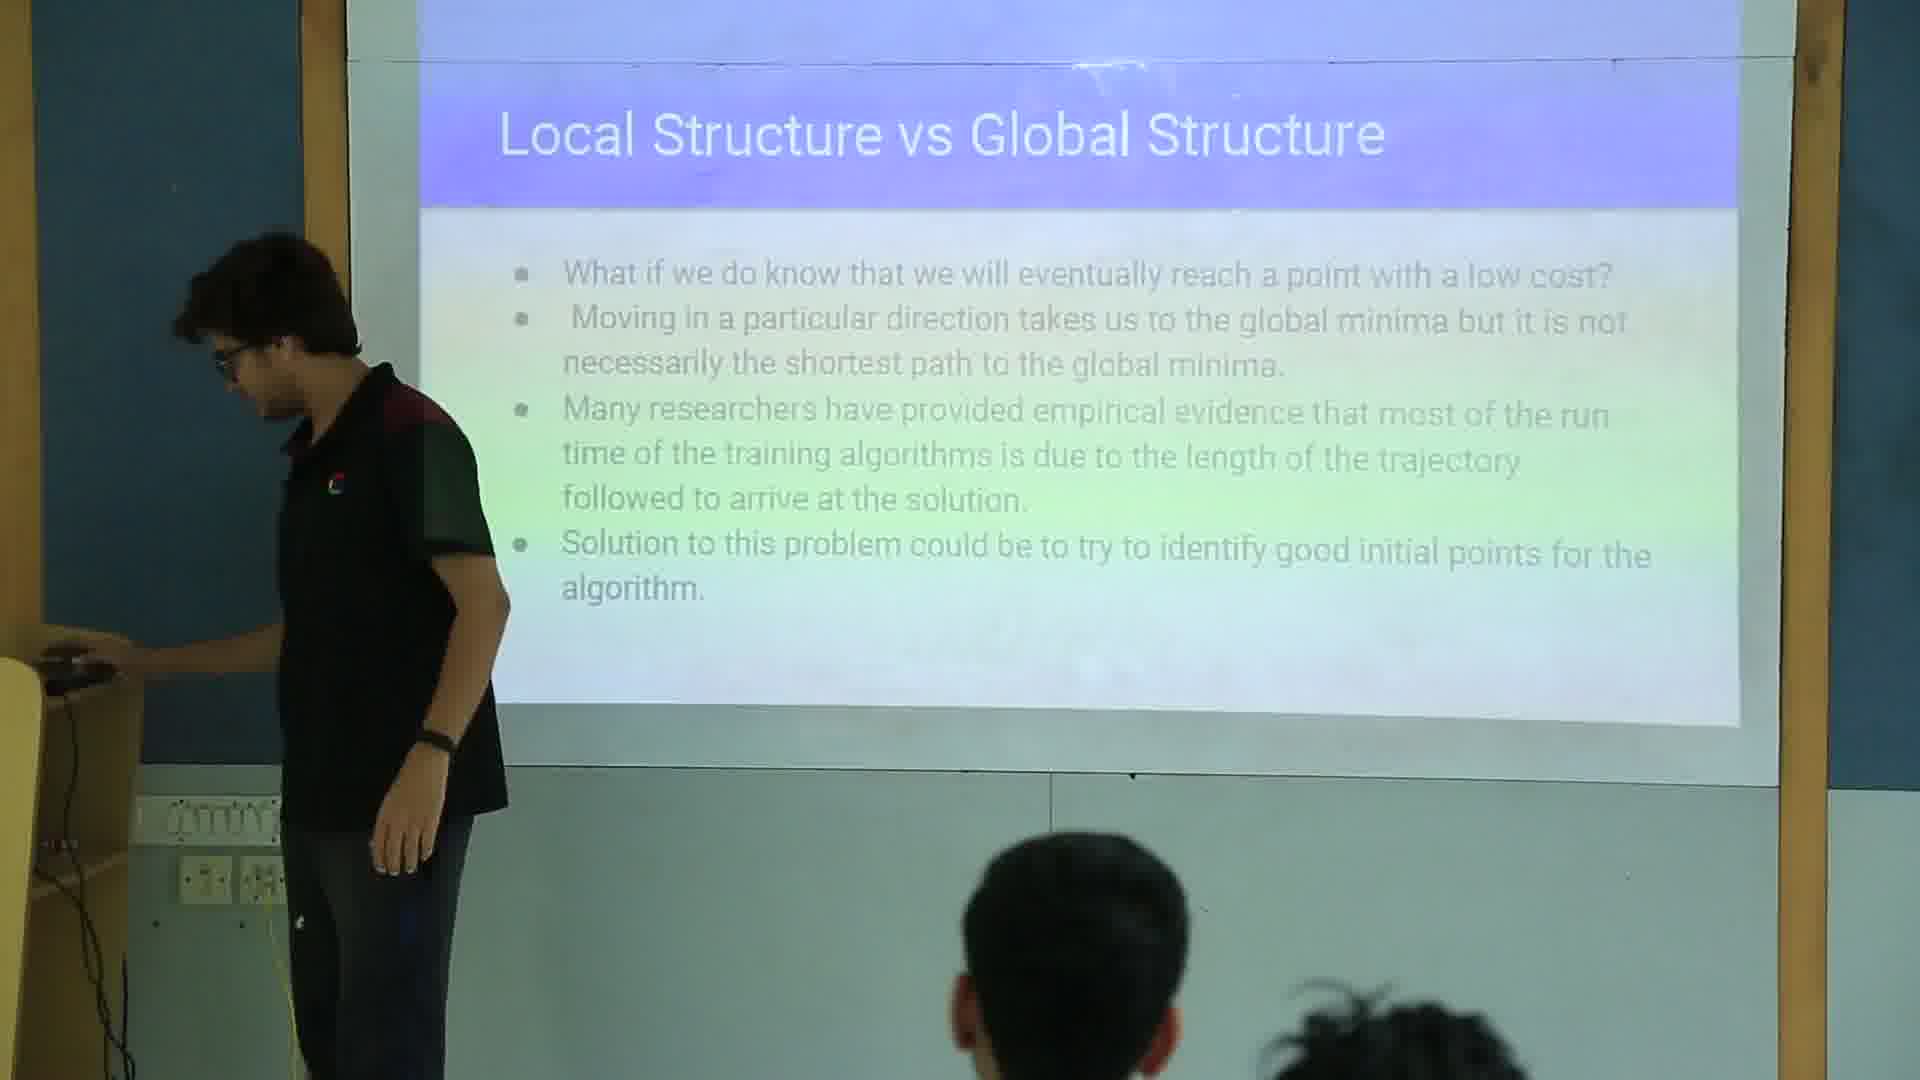 Local Structure vs Global Structure
● What if we do know that we will eventually reach a point with a low cost?
● Moving in a particular direction takes us to the global minima but it is not
necessarily the shortest path to the global minima.
● Many researchers have provided empirical evidence that most of the run
time of the training algorithms is due to the length of the trajectory
followed to arrive at the solution.
● Solution to this problem could be to try to identify good initial points for the
algorithm.